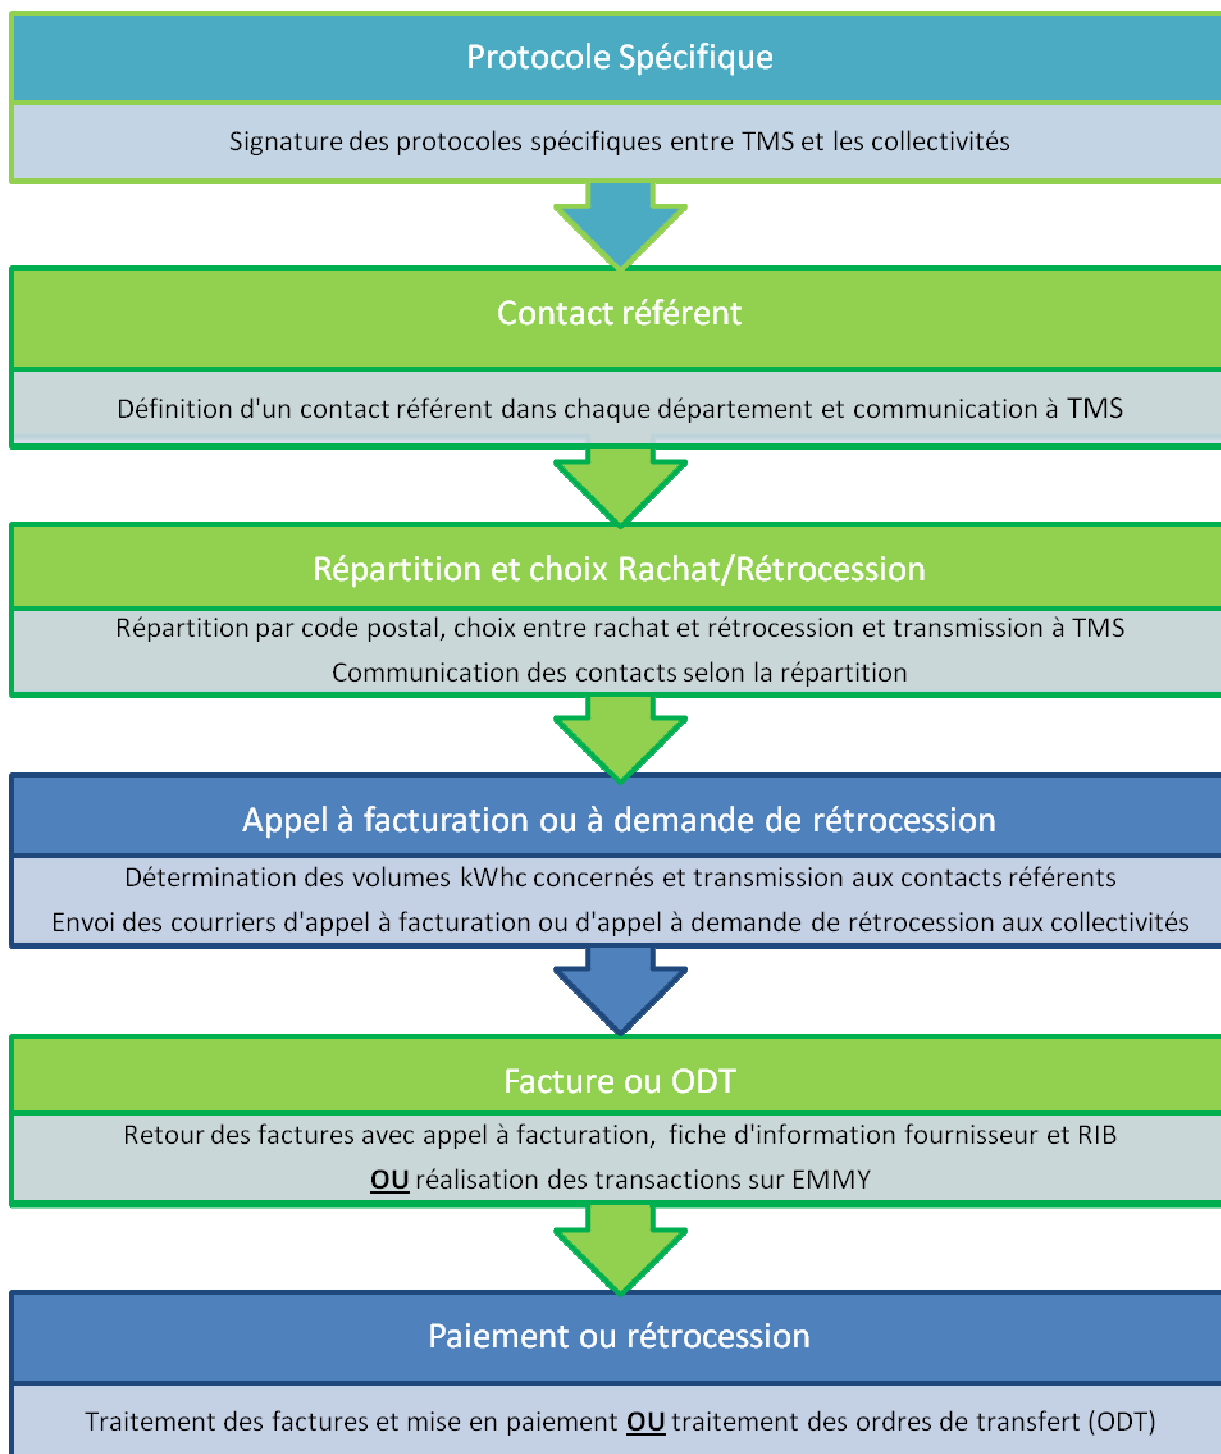 Protocole Spécifique
Signature des protocoles spécifiques entre TMS et les collectivités
Contact référent
Définition d'un contact référent dans chaque département et communication à TMS
Répartition et choix Rachat/Rétrocession
Répartition par code postal, choix entre rachat et rétrocession et transmission à TMS
Communication des contacts selon la répartition
Appel à facturation ou à demande de rétrocession
Détermination des volumes kWhc concernés et transmission aux contacts référents
Envoi des courriers d'appel à facturation ou d'appel à demande de rétrocession aux collectivités
Facture ou ODT
Retour des factures avec appel à facturation, fiche d'information fournisseur et RIB
OU réalisation des transactions sur EMMY
Paiement ou rétrocession
Traitement des factures et mise en paiement OU traitement des ordres de transfert (ODT)